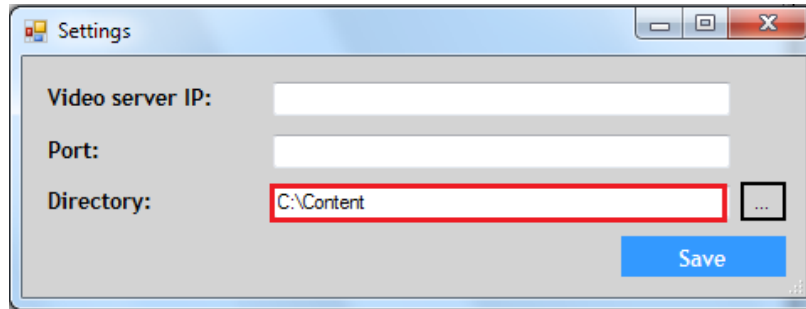 Settings
Video server IP:
Port:
Directory: C:\Content ...
Save